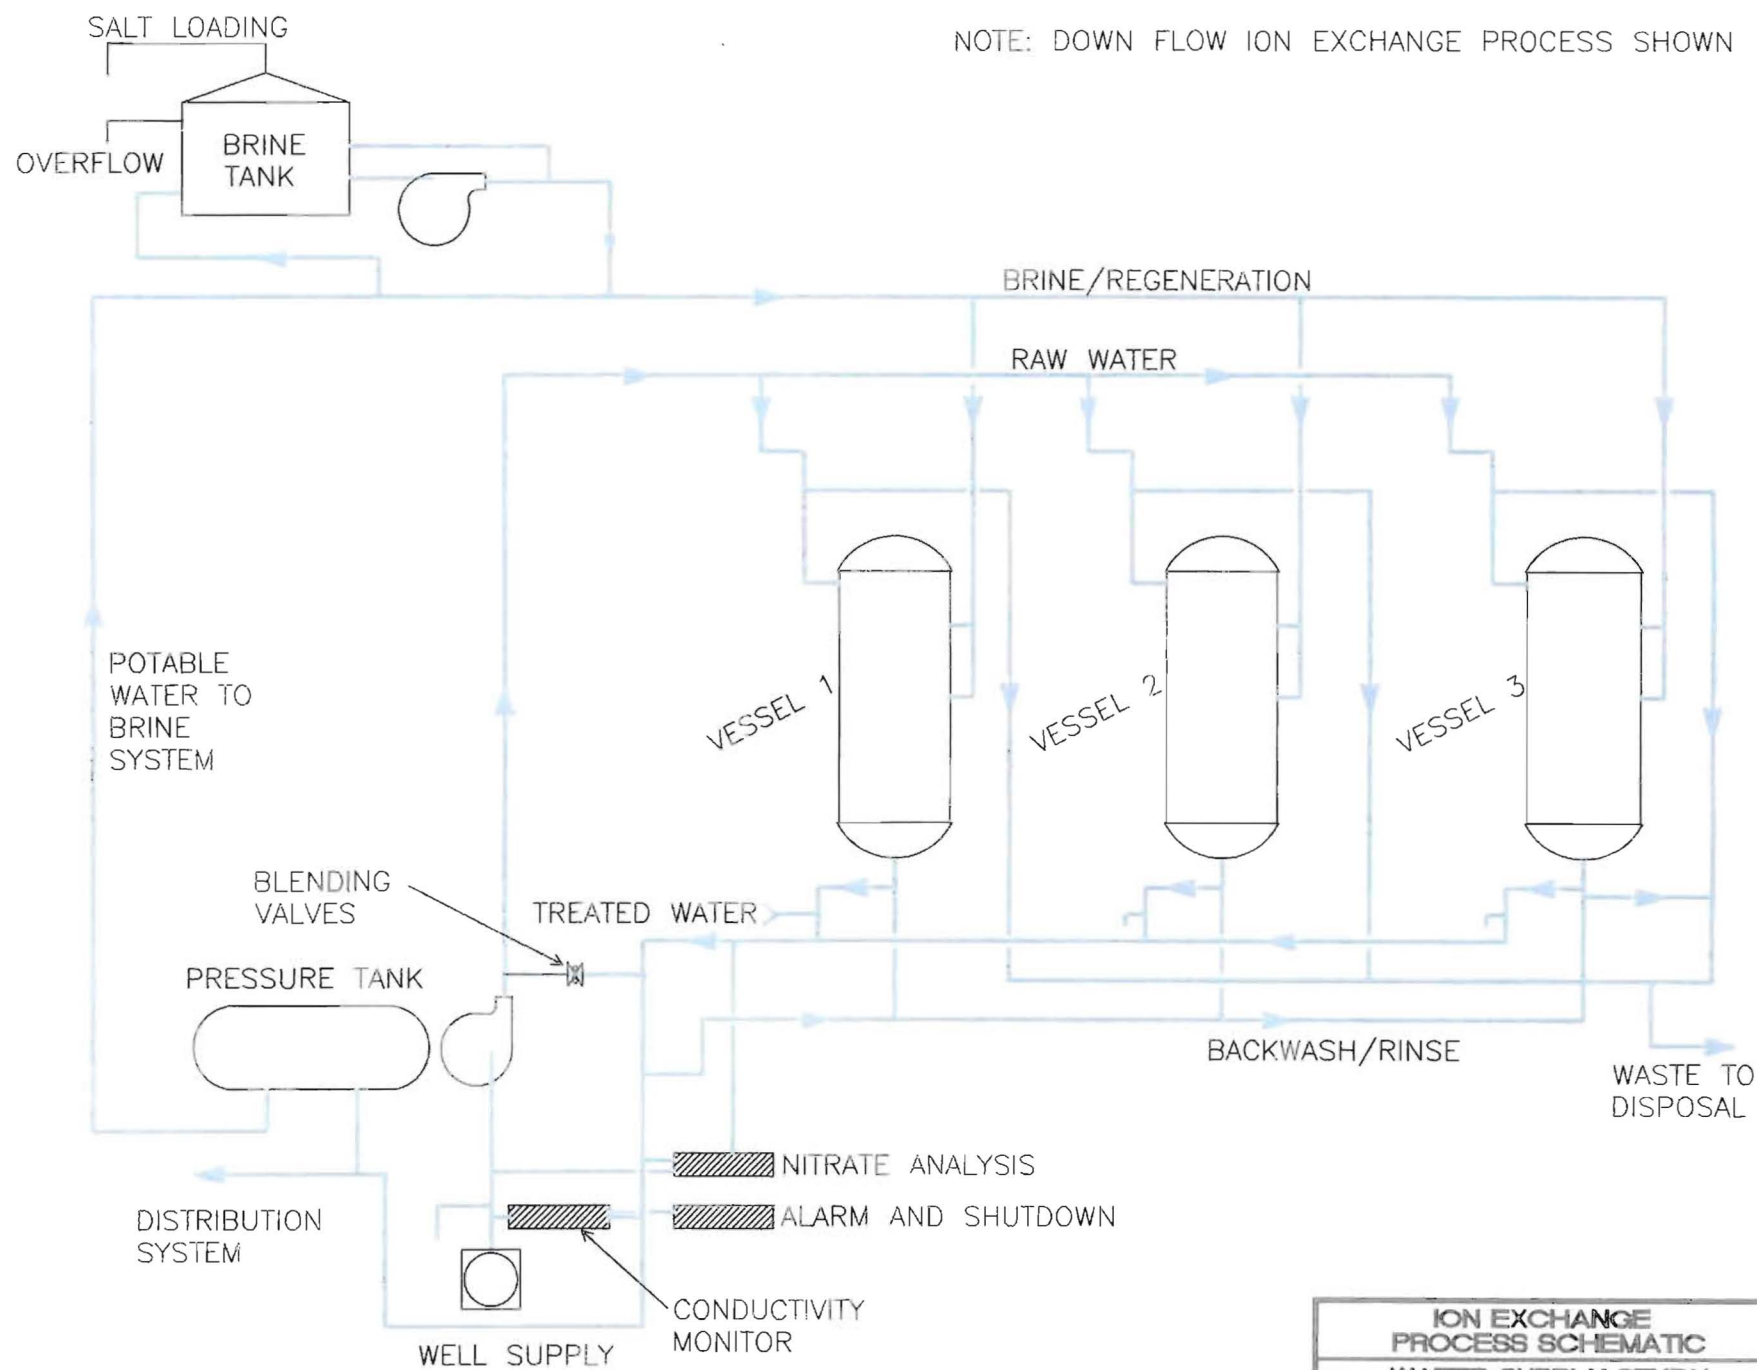 SALT LOADING
NOTE: DOWN FLOW ION EXCHANGE PROCESS SHOWN
BRINE
TANK
OVERFLOW
BRINE/REGENERATION
RAW WATER
POTABLE
WATER TO
BRINE
SYSTEM
VESSEL 1
VESSEL 2
VESSEL 3
BLENDING
VALVES
TREATED WATER
PRESSURE TANK
BACKWASH/RINSE
WASTE TO
DISPOSAL
NITRATE ANALYSIS
ALARM AND SHUTDOWN
DISTRIBUTION
SYSTEM
CONDUCTIVITY
MONITOR
WELL SUPPLY
ION EXCHANGE
PROCESS SCHEMATIC